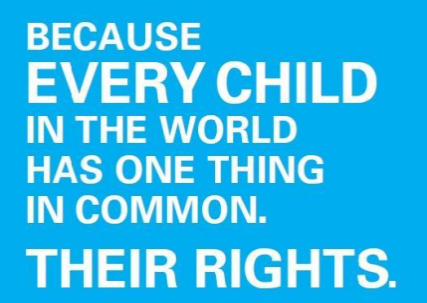 BECAUSE
EVERY CHILD
IN THE WORLD
HAS ONE THING
IN COMMON.
THEIR RIGHTS.